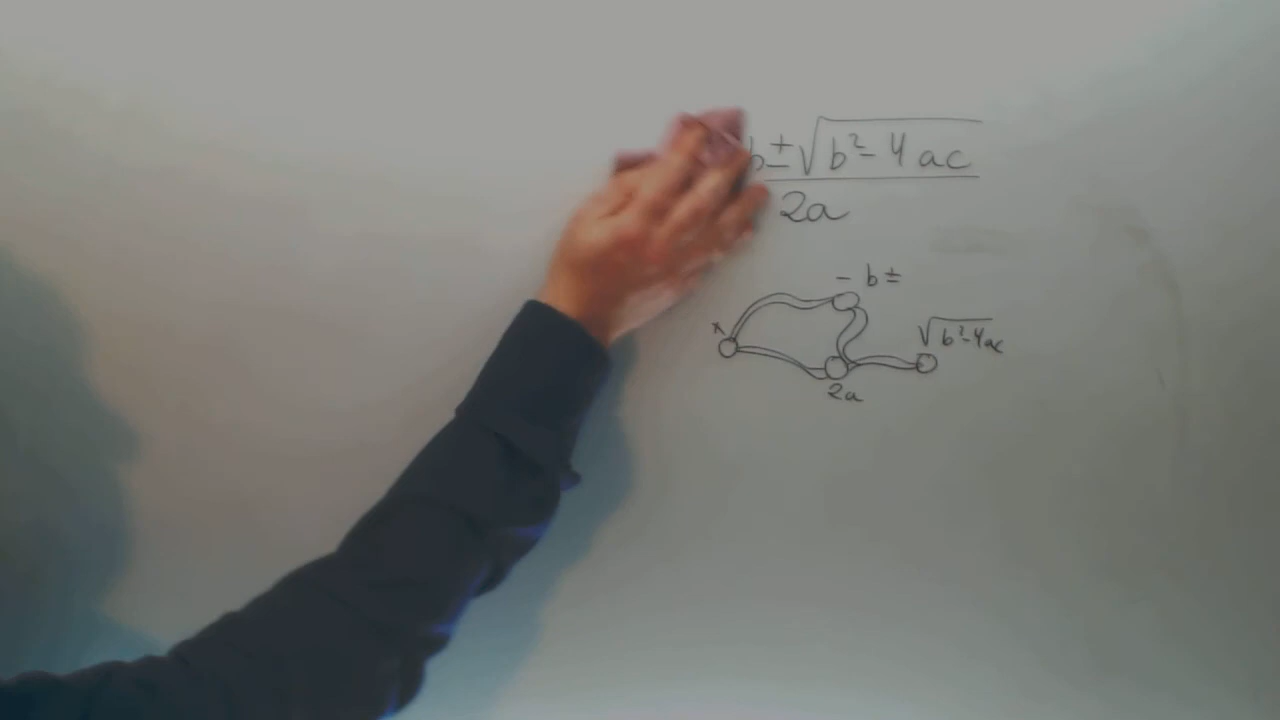 b ± √(b² - 4ac)
2a
- b ±
x
√(b² - 4ac)
2a